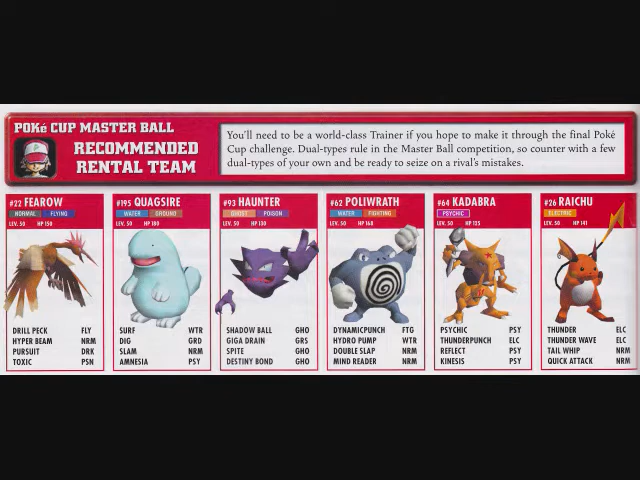 POKé CUP MASTER BALL
RECOMMENDED
RENTAL TEAM
You'll need to be a world-class Trainer if you hope to make it through the final Poké
Cup challenge. Dual-types rule in the Master Ball competition, so counter with a few
dual-types of your own and be ready to seize on a rival's mistakes.
#22 FEAROW
NORMAL FLYING
LEV. 50 HP 150
DRILL PECK FLY
HYPER BEAM NRM
PURSUIT DRK
TOXIC PSN
#195 QUAGSIRE
WATER GROUND
LEV. 50 HP 180
SURF WTR
DIG GRD
SLAM NRM
AMNESIA PSY
#93 HAUNTER
GHOST POISON
LEV. 50 HP 130
SHADOW BALL GHO
GIGA DRAIN GRS
SPITE GHO
DESTINY BOND GHO
#62 POLIWRATH
WATER FIGHTING
LEV. 50 HP 168
DYNAMICPUNCH FTG
HYDRO PUMP WTR
DOUBLE SLAP NRM
MIND READER NRM
#64 KADABRA
PSYCHIC
LEV. 50 HP 125
PSYCHIC PSY
THUNDERPUNCH ELC
REFLECT PSY
KINESIS PSY
#26 RAICHU
ELECTRIC
LEV. 50 HP 141
THUNDER ELC
THUNDER WAVE ELC
TAIL WHIP NRM
QUICK ATTACK NRM